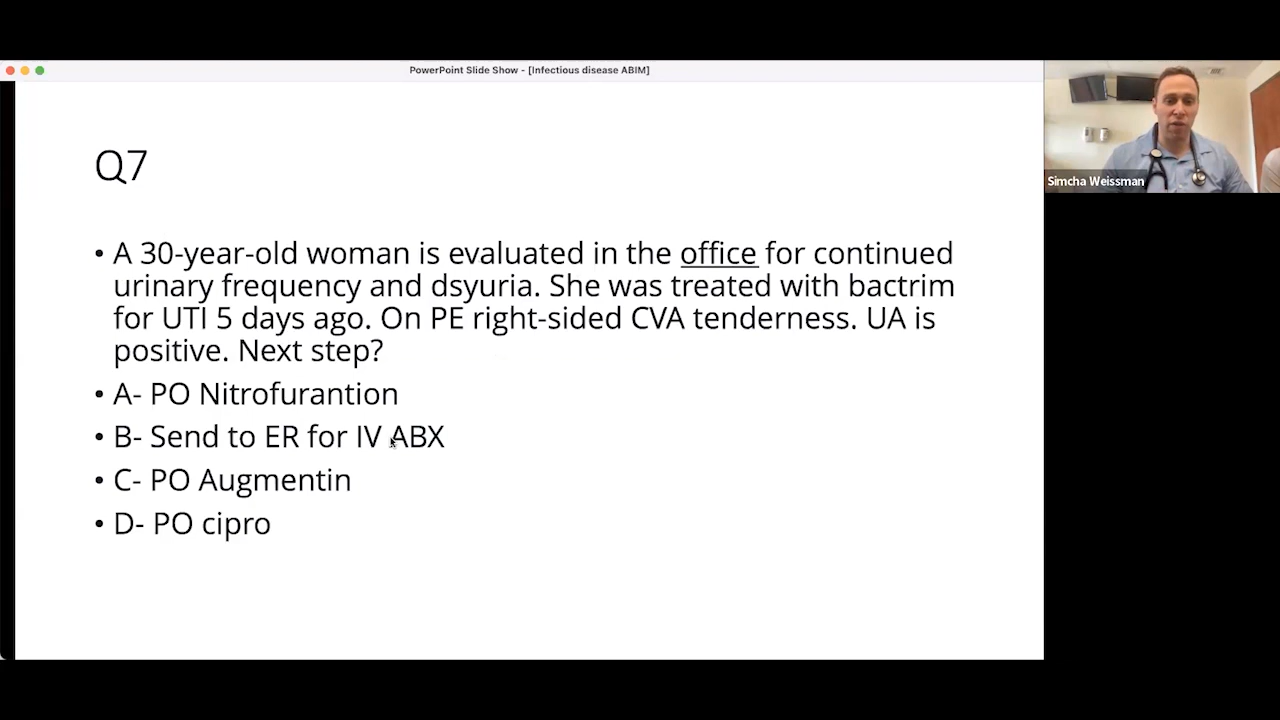 PowerPoint Slide Show - [Infectious disease ABIM]
Q7
• A 30-year-old woman is evaluated in the office for continued
urinary frequency and dsyuria. She was treated with bactrim
for UTI 5 days ago. On PE right-sided CVA tenderness. UA is
positive. Next step?
• A- PO Nitrofurantion
• B- Send to ER for IV ABX
• C- PO Augmentin
• D- PO cipro
Simcha Weissman